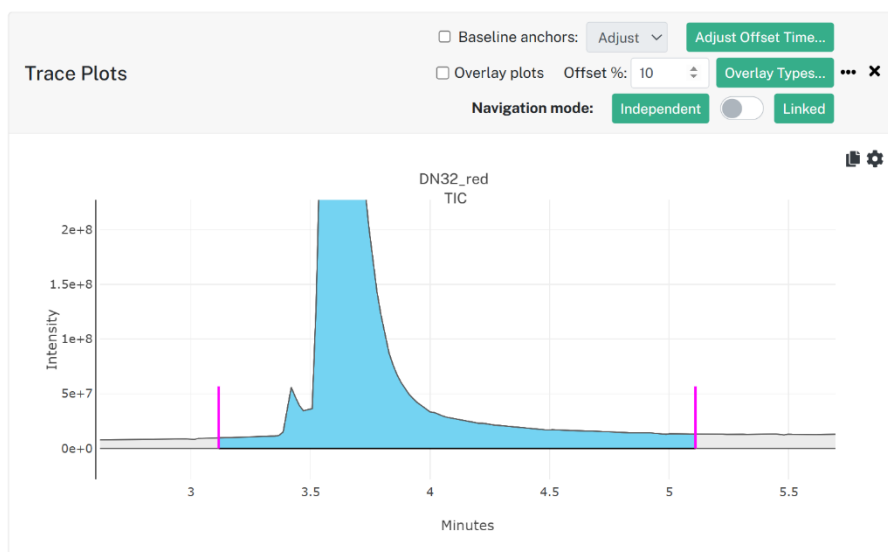 Baseline anchors: Adjust Adjust Offset Time...
Trace Plots
Overlay plots Offset %: 10 Overlay Types... •••
Navigation mode: Independent Linked
DN32_red
TIC
2e+8
1.5e+8
1e+8
5e+7
0e+0
Intensity
3 3.5 4 4.5 5 5.5
Minutes